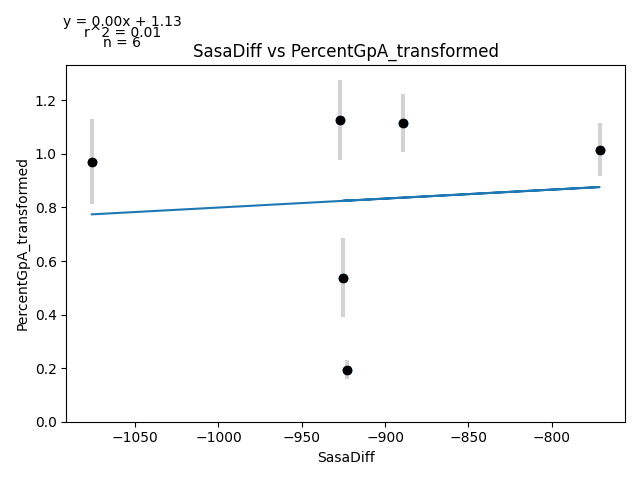 y = 0.00x + 1.13
r^2 = 0.01
n = 6
SasaDiff vs PercentGpA_transformed
PercentGpA_transformed
1.2
1.0
0.8
0.6
0.4
0.2
0.0
−1050
−1000
−950
−900
−850
−800
SasaDiff